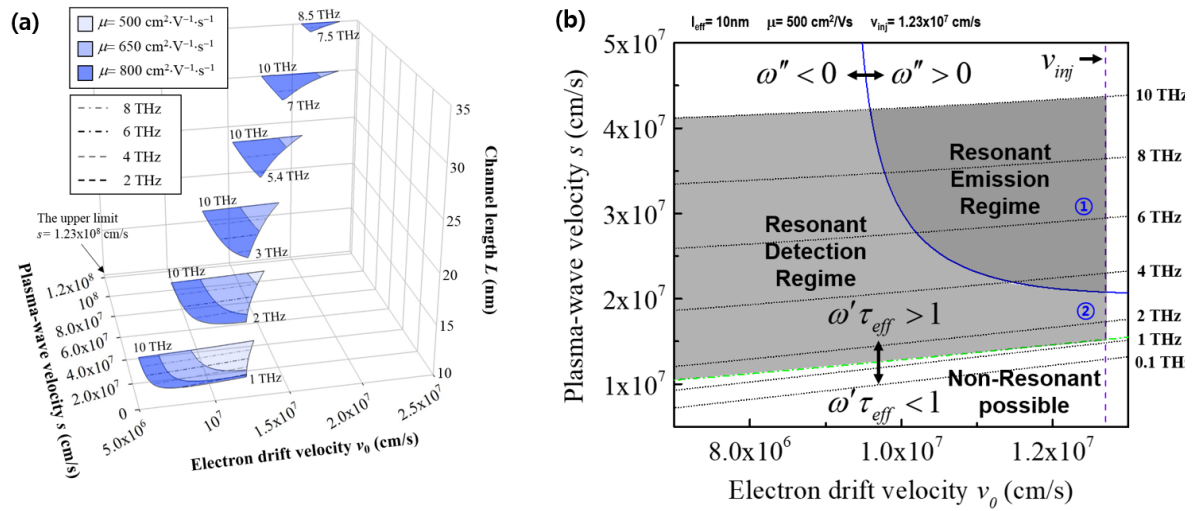 (a)
μ= 500 cm²·V⁻¹·s⁻¹
μ= 650 cm²·V⁻¹·s⁻¹
μ= 800 cm²·V⁻¹·s⁻¹
8 THz
6 THz
4 THz
2 THz
The upper limit
s = 1.23x10⁸ cm/s
8.5 THz
7.5 THz
10 THz
7 THz
10 THz
5.4 THz
10 THz
3 THz
10 THz
2 THz
10 THz
1 THz
35
30
25
20
15
10
Channel length L (nm)
1.2x10⁸
10⁸
8.0x10⁷
6.0x10⁷
4.0x10⁷
2.0x10⁷
0
Plasma-wave velocity s (cm/s)
5.0x10⁶
10⁷
1.5x10⁷
2.0x10⁷
2.5x10⁷
Electron drift velocity v₀ (cm/s)
(b)
l_eff= 10nm μ= 500 cm²/Vs v_inj= 1.23x10⁷ cm/s
5x10⁷
4x10⁷
3x10⁷
2x10⁷
1x10⁷
Plasma-wave velocity s (cm/s)
ω″ < 0
ω″ > 0
v_inj
Resonant
Emission
Regime
①
Resonant
Detection
Regime
②
ω′τ_eff > 1
ω′τ_eff < 1
Non-Resonant
possible
10 THz
8 THz
6 THz
4 THz
2 THz
1 THz
0.1 THz
8.0x10⁶
1.0x10⁷
1.2x10⁷
Electron drift velocity v₀ (cm/s)